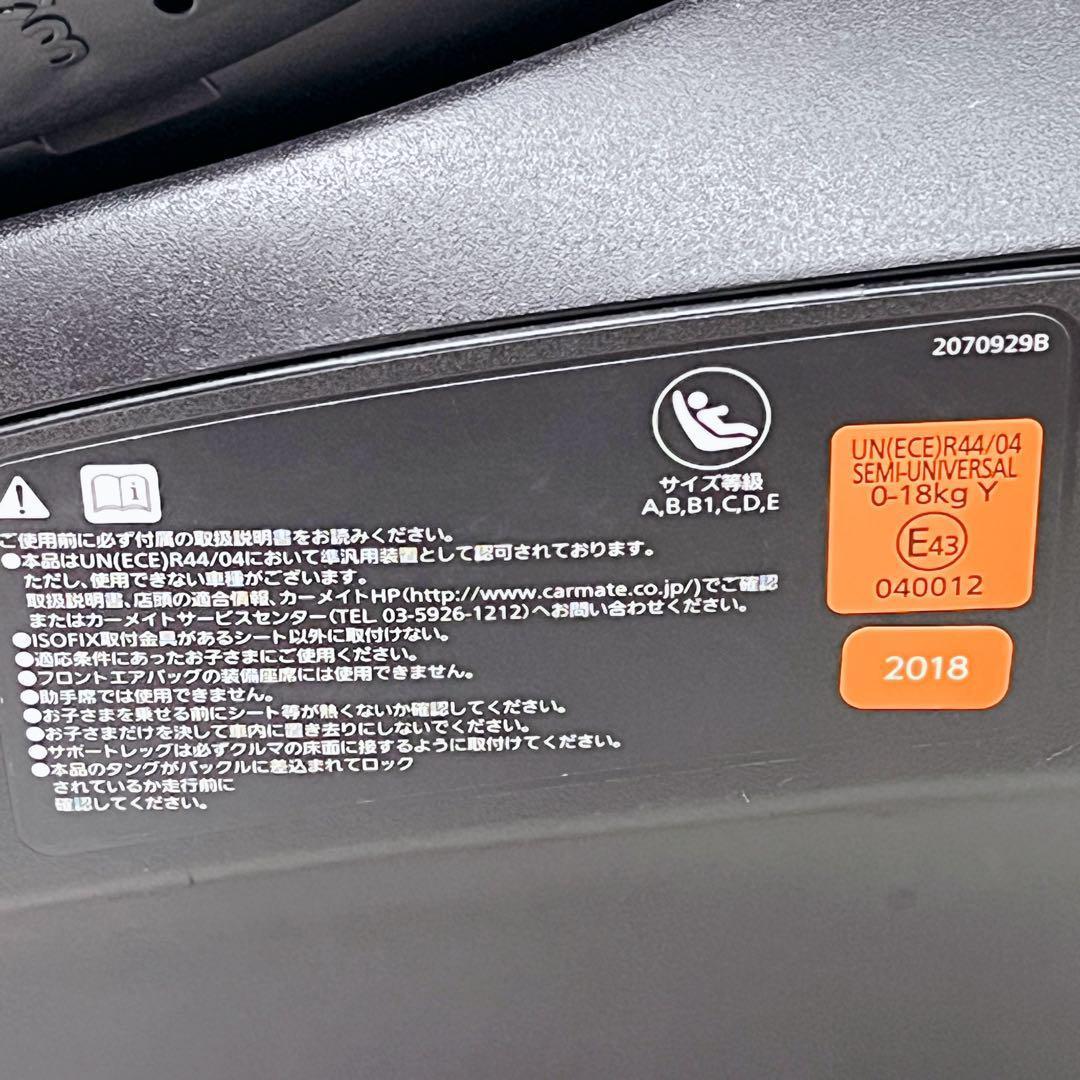 2070929B
サイズ等級
A,B,B1,C,D,E
UN(ECE)R44/04
SEMI-UNIVERSAL
0-18kg Y
E43
040012
2018
ご使用前に必ず付属の取扱説明書をお読みください。
●本品はUN(ECE)R44/04において準汎用装置として認可されております。
ただし、使用できない車種がございます。
取扱説明書、店頭の適合情報、カーメイトHP(http://www.carmate.co.jp/)でご確認
またはカーメイトサービスセンター(TEL 03-5926-1212)へお問い合わせください。
●ISOFIX取付金具があるシート以外に取付けない。
●適応条件にあったお子さまにご使用ください。
●フロントエアバッグの装備座席には使用できません。
●助手席では使用できません。
●お子さまを乗せる前にシート等が熱くないか確認してください。
●お子さまだけを決して車内に置き去りにしないでください。
●サポートレッグは必ずクルマの床面に接するように取付けてください。
●本品のタングがバックルに差込まれてロック
されているか走行前に
確認してください。